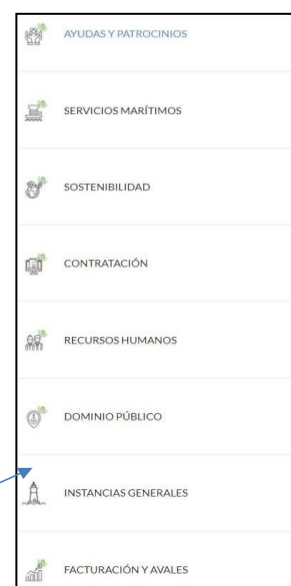 AYUDAS Y PATROCINIOS
SERVICIOS MARÍTIMOS
SOSTENIBILIDAD
CONTRATACIÓN
RECURSOS HUMANOS
DOMINIO PÚBLICO
INSTANCIAS GENERALES
FACTURACIÓN Y AVALES